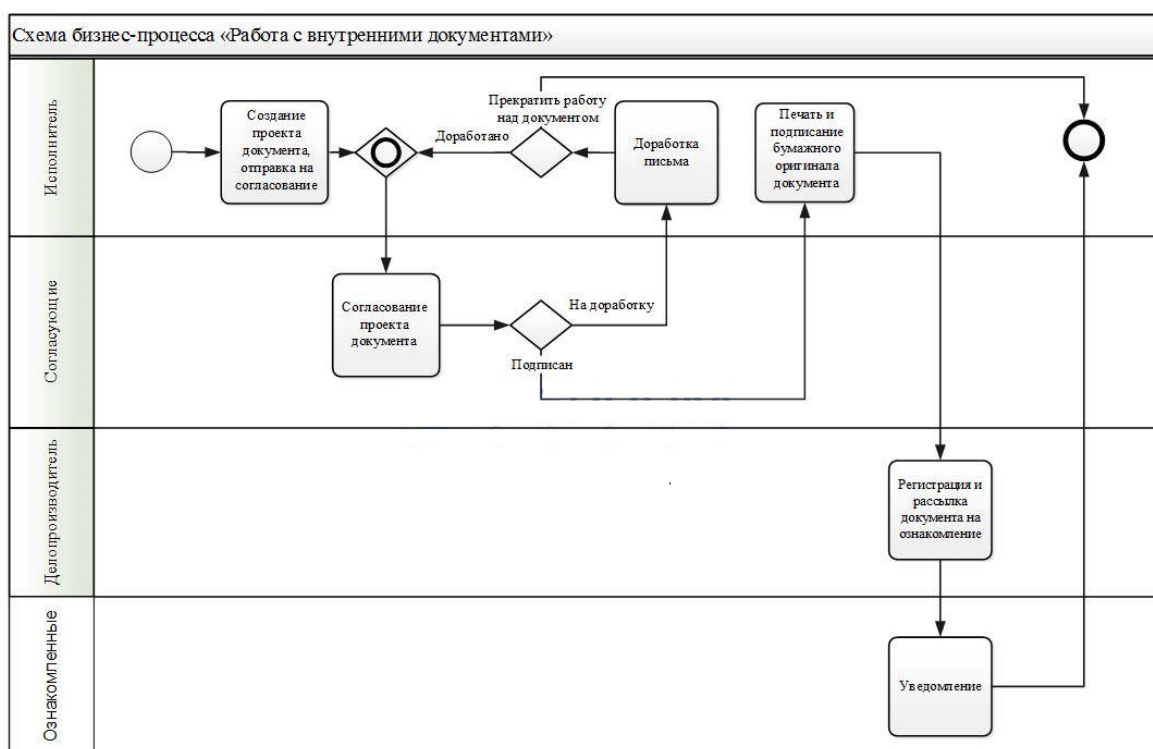 Схема бизнес-процесса «Работа с внутренними документами»
Исполнитель
Создание
проекта
документа,
отправка на
согласование
Доработано
Прекратить работу
над документом
Доработка
письма
Печать и
подписание
бумажного
оригинала
документа
Согласующие
Согласование
проекта
документа
На доработку
Подписан
Делопроизводитель
Регистрация и
рассылка
документа на
ознакомление
Ознакомленные
Уведомление